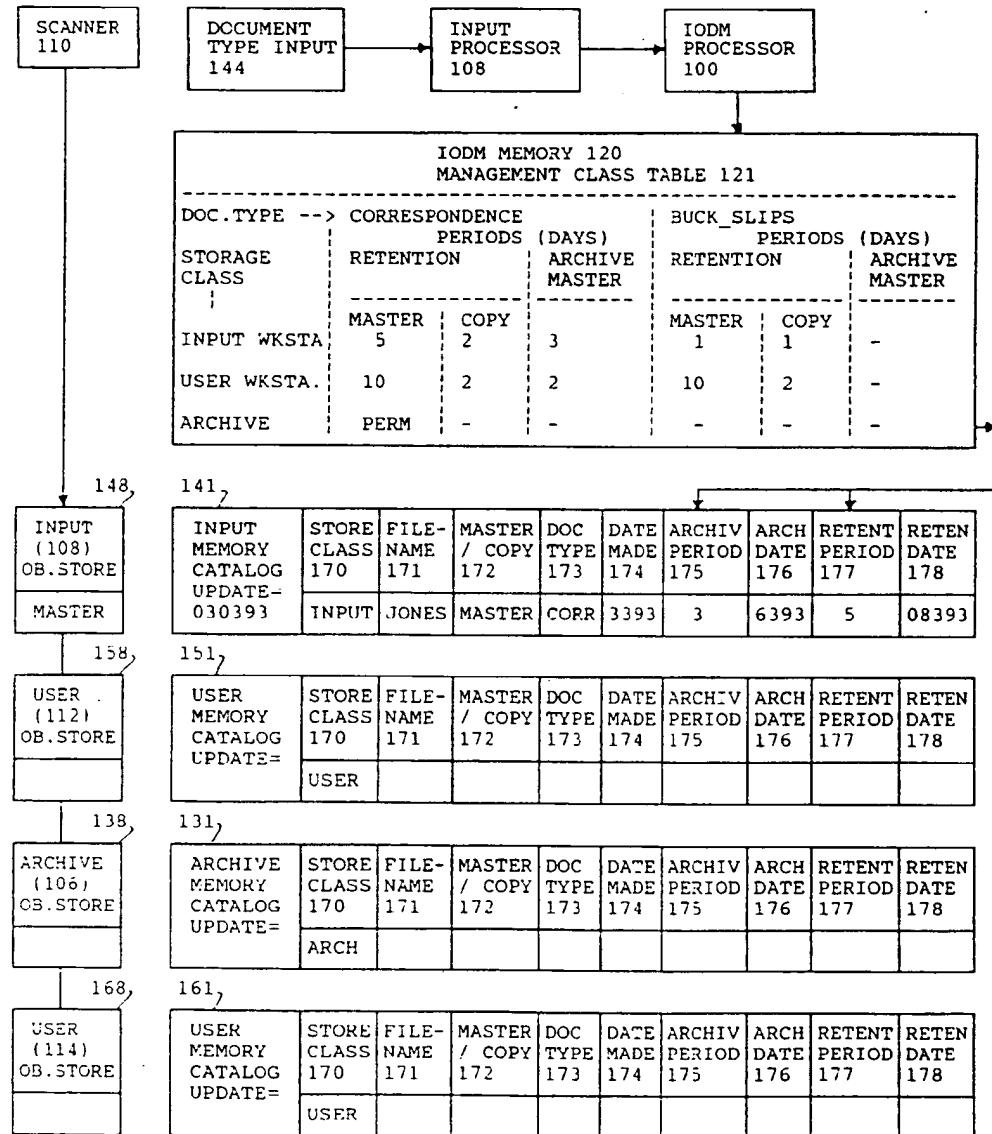 SCANNER
110
DOCUMENT
TYPE INPUT
144
INPUT
PROCESSOR
108
IODM
PROCESSOR
100
IODM MEMORY 120
MANAGEMENT CLASS TABLE 121
DOC.TYPE --> CORRESPONDENCE BUCK_SLIPS
PERIODS (DAYS) PERIODS (DAYS)
STORAGE RETENTION ARCHIVE RETENTION ARCHIVE
CLASS MASTER MASTER
MASTER COPY MASTER COPY
INPUT WKSTA 5 2 3 1 1 -
USER WKSTA. 10 2 2 10 2 -
ARCHIVE PERM - - - - -
148
INPUT
(108)
OB.STORE
MASTER
141
INPUT STORE FILE- MASTER DOC DATE ARCHIV ARCH RETENT RETEN
MEMORY CLASS NAME / COPY TYPE MADE PERIOD DATE PERIOD DATE
CATALOG 170 171 172 173 174 175 176 177 178
UPDATE=
030393 INPUT JONES MASTER CORR 3393 3 6393 5 08393
158
USER
(112)
OB.STORE
151
USER STORE FILE- MASTER DOC DATE ARCHIV ARCH RETENT RETEN
MEMORY CLASS NAME / COPY TYPE MADE PERIOD DATE PERIOD DATE
CATALOG 170 171 172 173 174 175 176 177 178
UPDATE=
USER
138
ARCHIVE
(106)
OB.STORE
131
ARCHIVE STORE FILE- MASTER DOC DATE ARCHIV ARCH RETENT RETEN
MEMORY CLASS NAME / COPY TYPE MADE PERIOD DATE PERIOD DATE
CATALOG 170 171 172 173 174 175 176 177 178
UPDATE=
ARCH
168
USER
(114)
OB.STORE
161
USER STORE FILE- MASTER DOC DATE ARCHIV ARCH RETENT RETEN
MEMORY CLASS NAME / COPY TYPE MADE PERIOD DATE PERIOD DATE
CATALOG 170 171 172 173 174 175 176 177 178
UPDATE=
USER